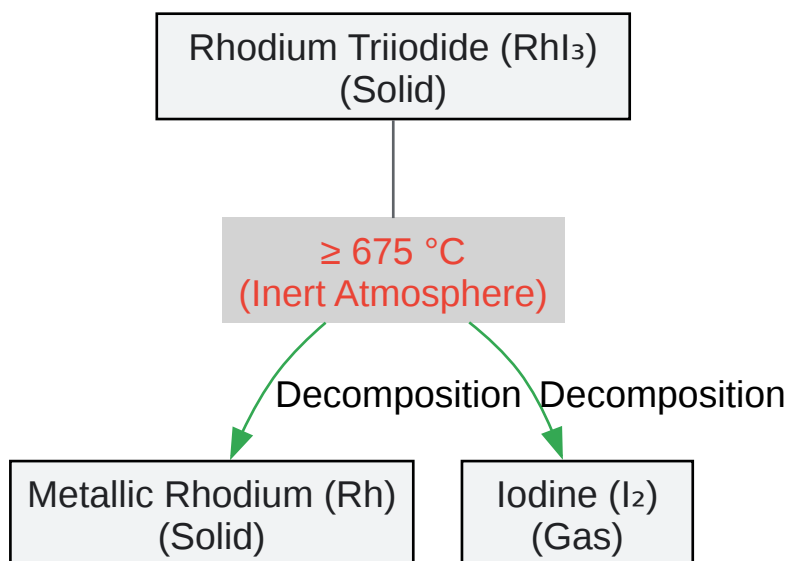 Rhodium Triiodide (RhI₃)
(Solid)
≥ 675 °C
(Inert Atmosphere)
Decomposition
Decomposition
Metallic Rhodium (Rh)
(Solid)
Iodine (I₂)
(Gas)